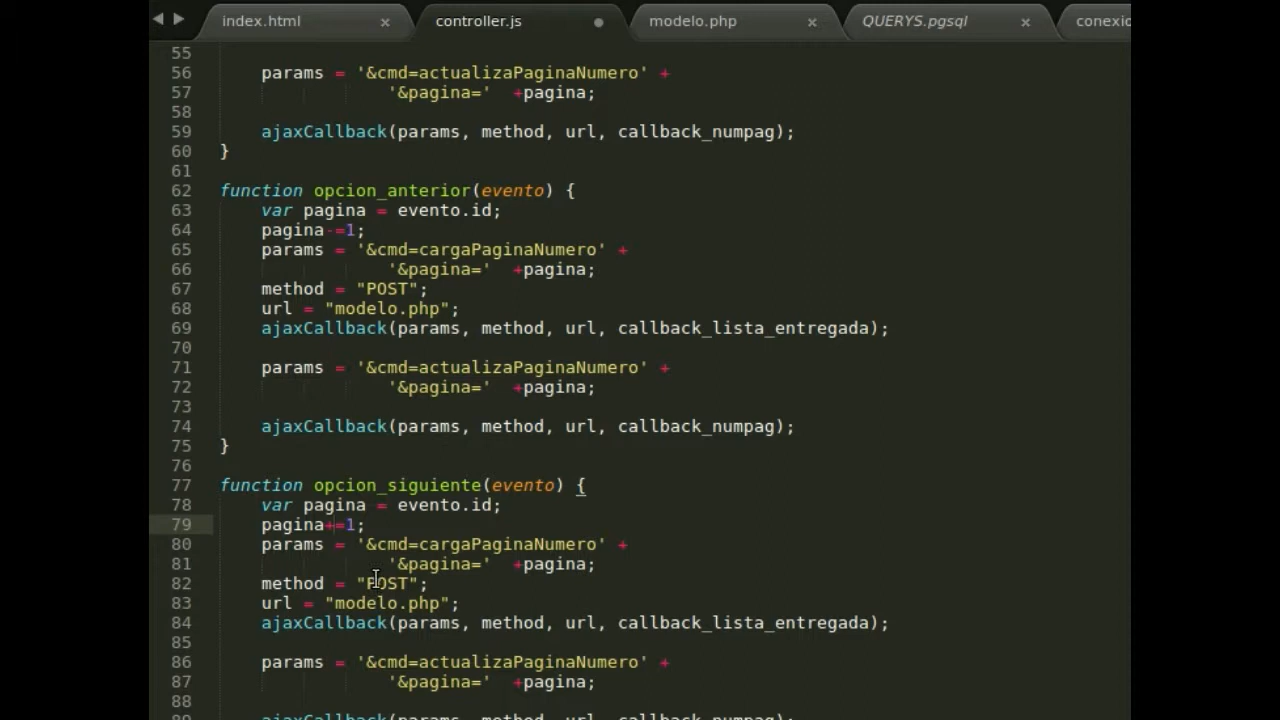 index.html × controller.js modelo.php × QUERYS.pgsql × conexio
55
56 params = '&cmd=actualizaPaginaNumero' +
57 '&pagina=' +pagina;
58
59 ajaxCallback(params, method, url, callback_numpag);
60 }
61
62 function opcion_anterior(evento) {
63 var pagina = evento.id;
64 pagina-=1;
65 params = '&cmd=cargaPaginaNumero' +
66 '&pagina=' +pagina;
67 method = "POST";
68 url = "modelo.php";
69 ajaxCallback(params, method, url, callback_lista_entregada);
70
71 params = '&cmd=actualizaPaginaNumero' +
72 '&pagina=' +pagina;
73
74 ajaxCallback(params, method, url, callback_numpag);
75 }
76
77 function opcion_siguiente(evento) {
78 var pagina = evento.id;
79 pagina+=1;
80 params = '&cmd=cargaPaginaNumero' +
81 '&pagina=' +pagina;
82 method = "POST";
83 url = "modelo.php";
84 ajaxCallback(params, method, url, callback_lista_entregada);
85
86 params = '&cmd=actualizaPaginaNumero' +
87 '&pagina=' +pagina;
88
89 ajaxCallback(params, method, url, callback_numpag);